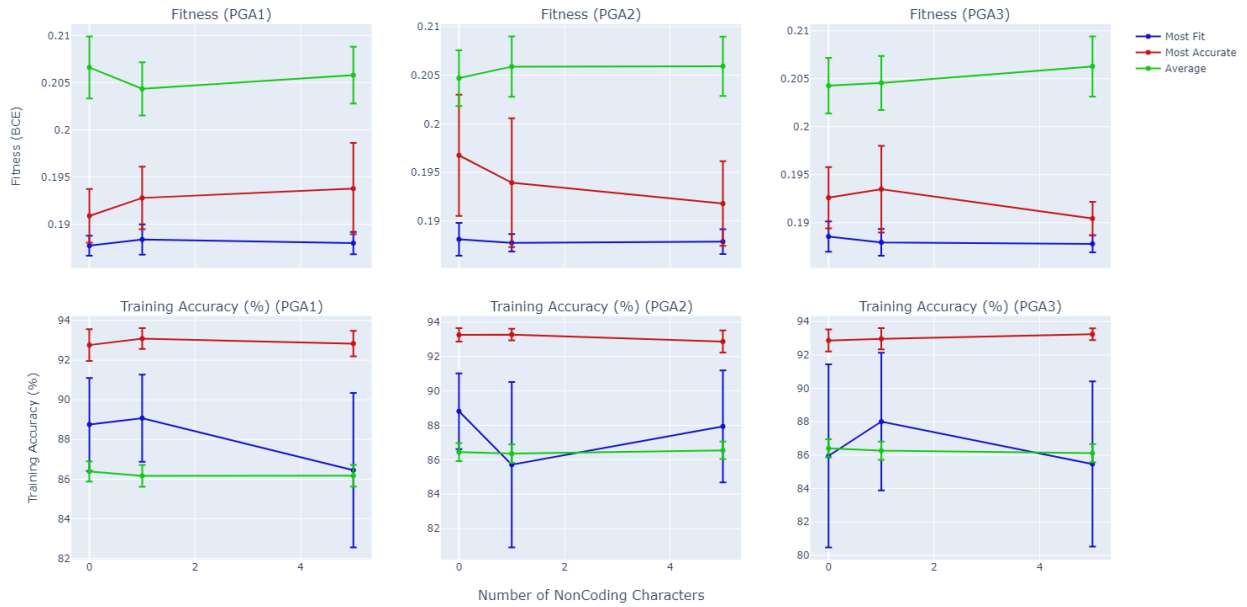 Fitness (PGA1)
Fitness (PGA2)
Fitness (PGA3)
Most Fit
Most Accurate
Average
Fitness (BCE)
0.21
0.205
0.2
0.195
0.19
0.21
0.205
0.2
0.195
0.19
0.21
0.205
0.2
0.195
0.19
Training Accuracy (%) (PGA1)
Training Accuracy (%) (PGA2)
Training Accuracy (%) (PGA3)
Training Accuracy (%)
94
92
90
88
86
84
82
94
92
90
88
86
84
82
94
92
90
88
86
84
82
80
0 2 4
0 2 4
0 2 4
Number of NonCoding Characters